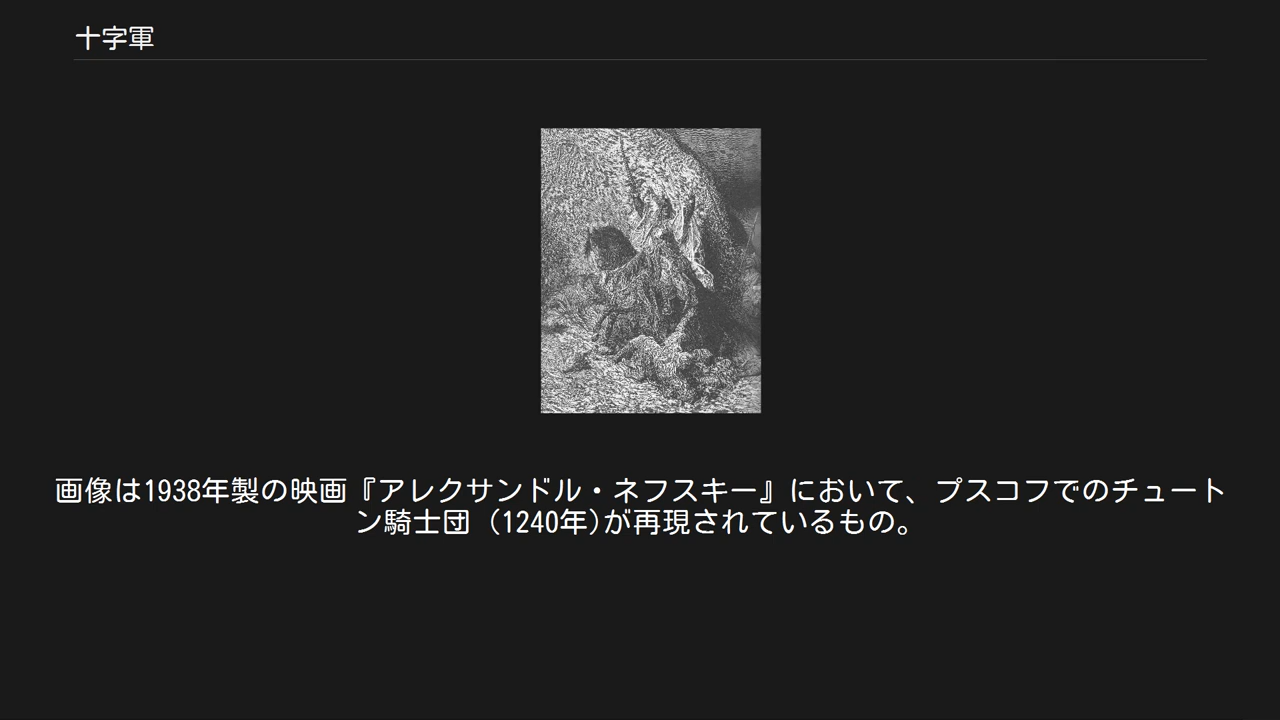 十字軍
画像は1938年製の映画『アレクサンドル・ネフスキー』において、プスコフでのチュート
ン騎士団 (1240年)が再現されているもの。